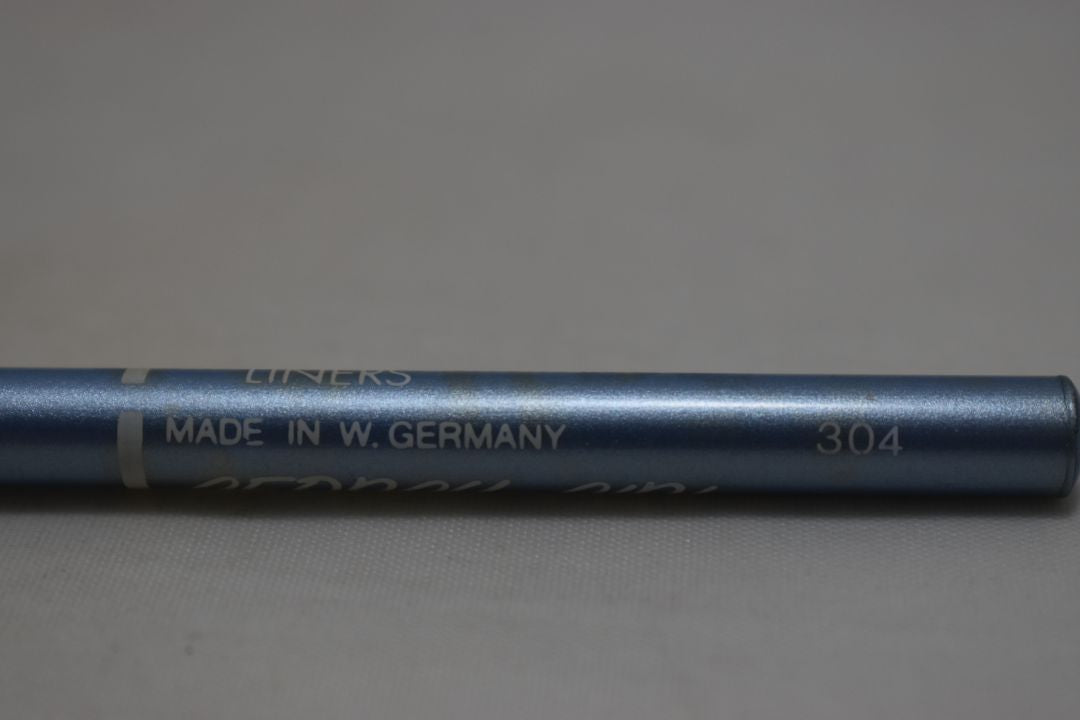 LINERS
MADE IN W. GERMANY
304